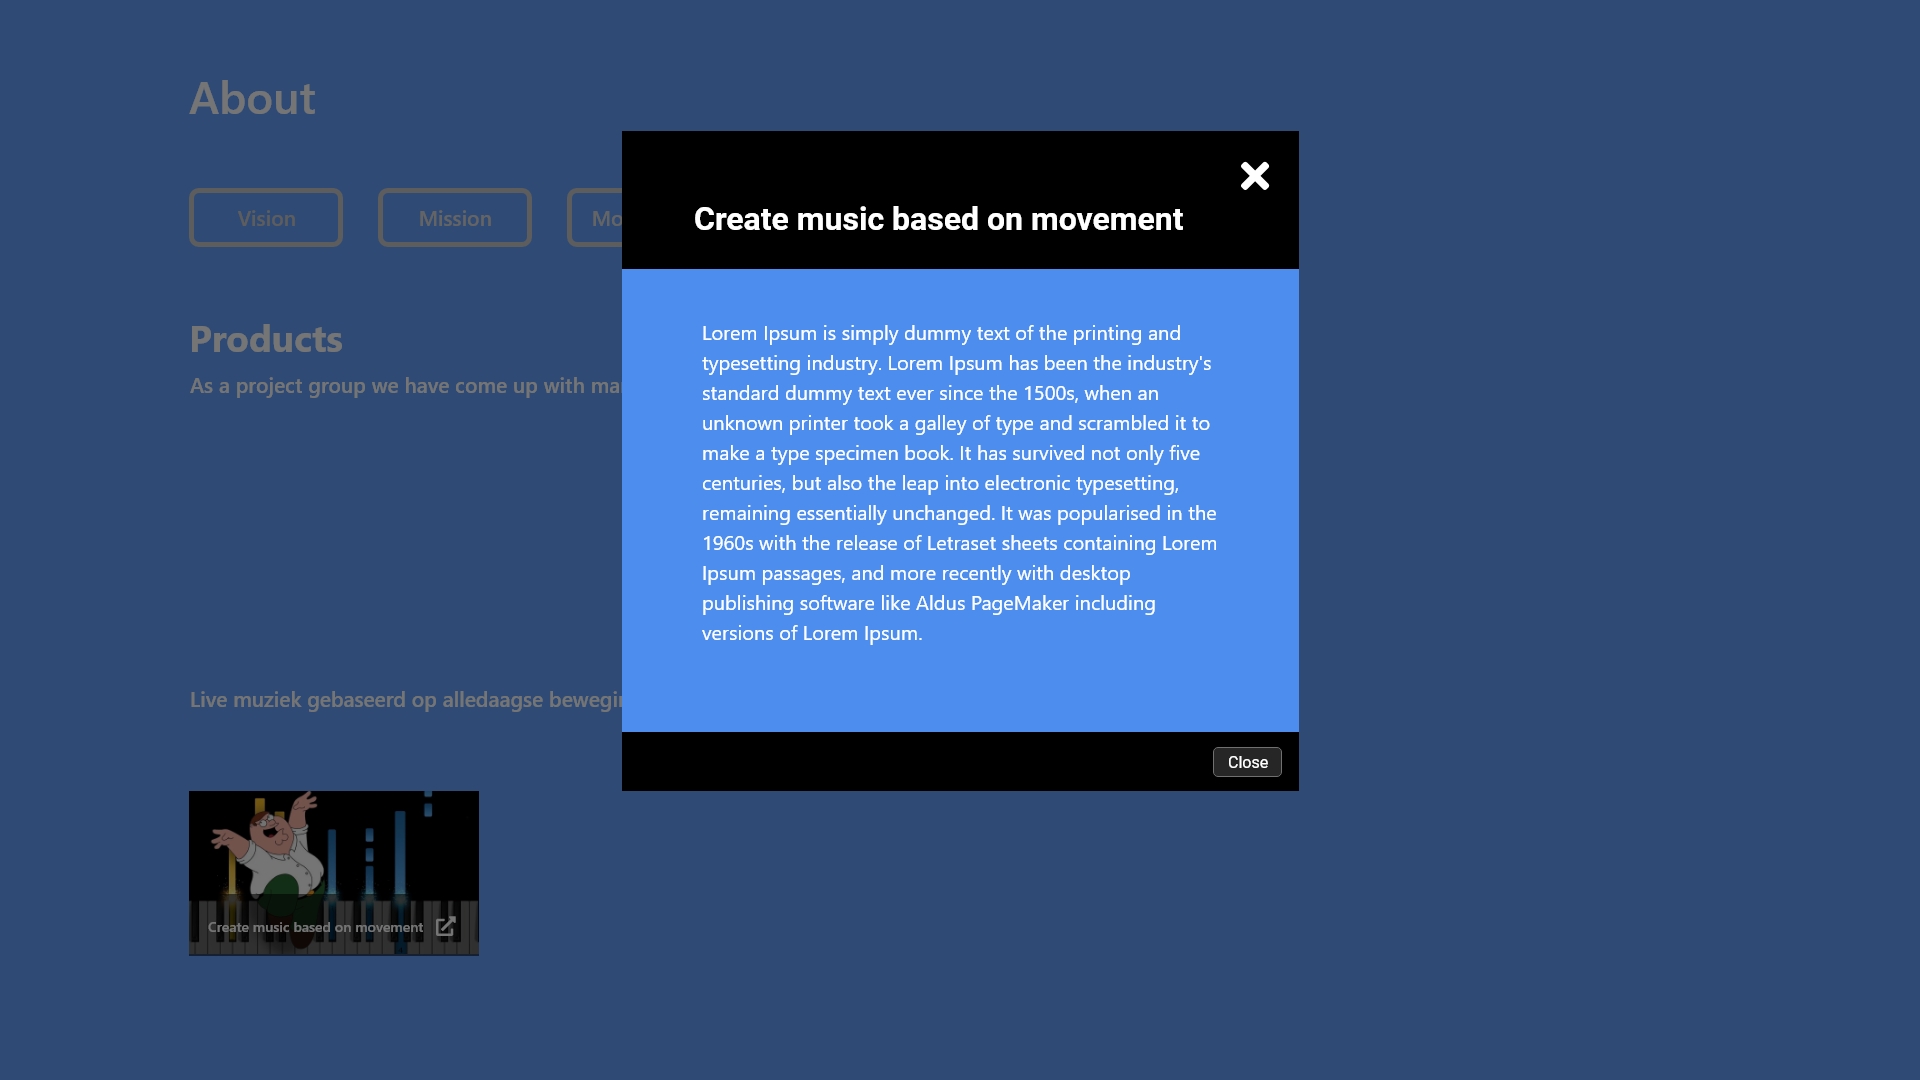 About
Vision
Mission
Mo
Create music based on movement
Products
As a project group we have come up with ma
Lorem Ipsum is simply dummy text of the printing and
typesetting industry. Lorem Ipsum has been the industry's
standard dummy text ever since the 1500s, when an
unknown printer took a galley of type and scrambled it to
make a type specimen book. It has survived not only five
centuries, but also the leap into electronic typesetting,
remaining essentially unchanged. It was popularised in the
1960s with the release of Letraset sheets containing Lorem
Ipsum passages, and more recently with desktop
publishing software like Aldus PageMaker including
versions of Lorem Ipsum.
Live muziek gebaseerd op alledaagse bewegin
Close
Create music based on movement